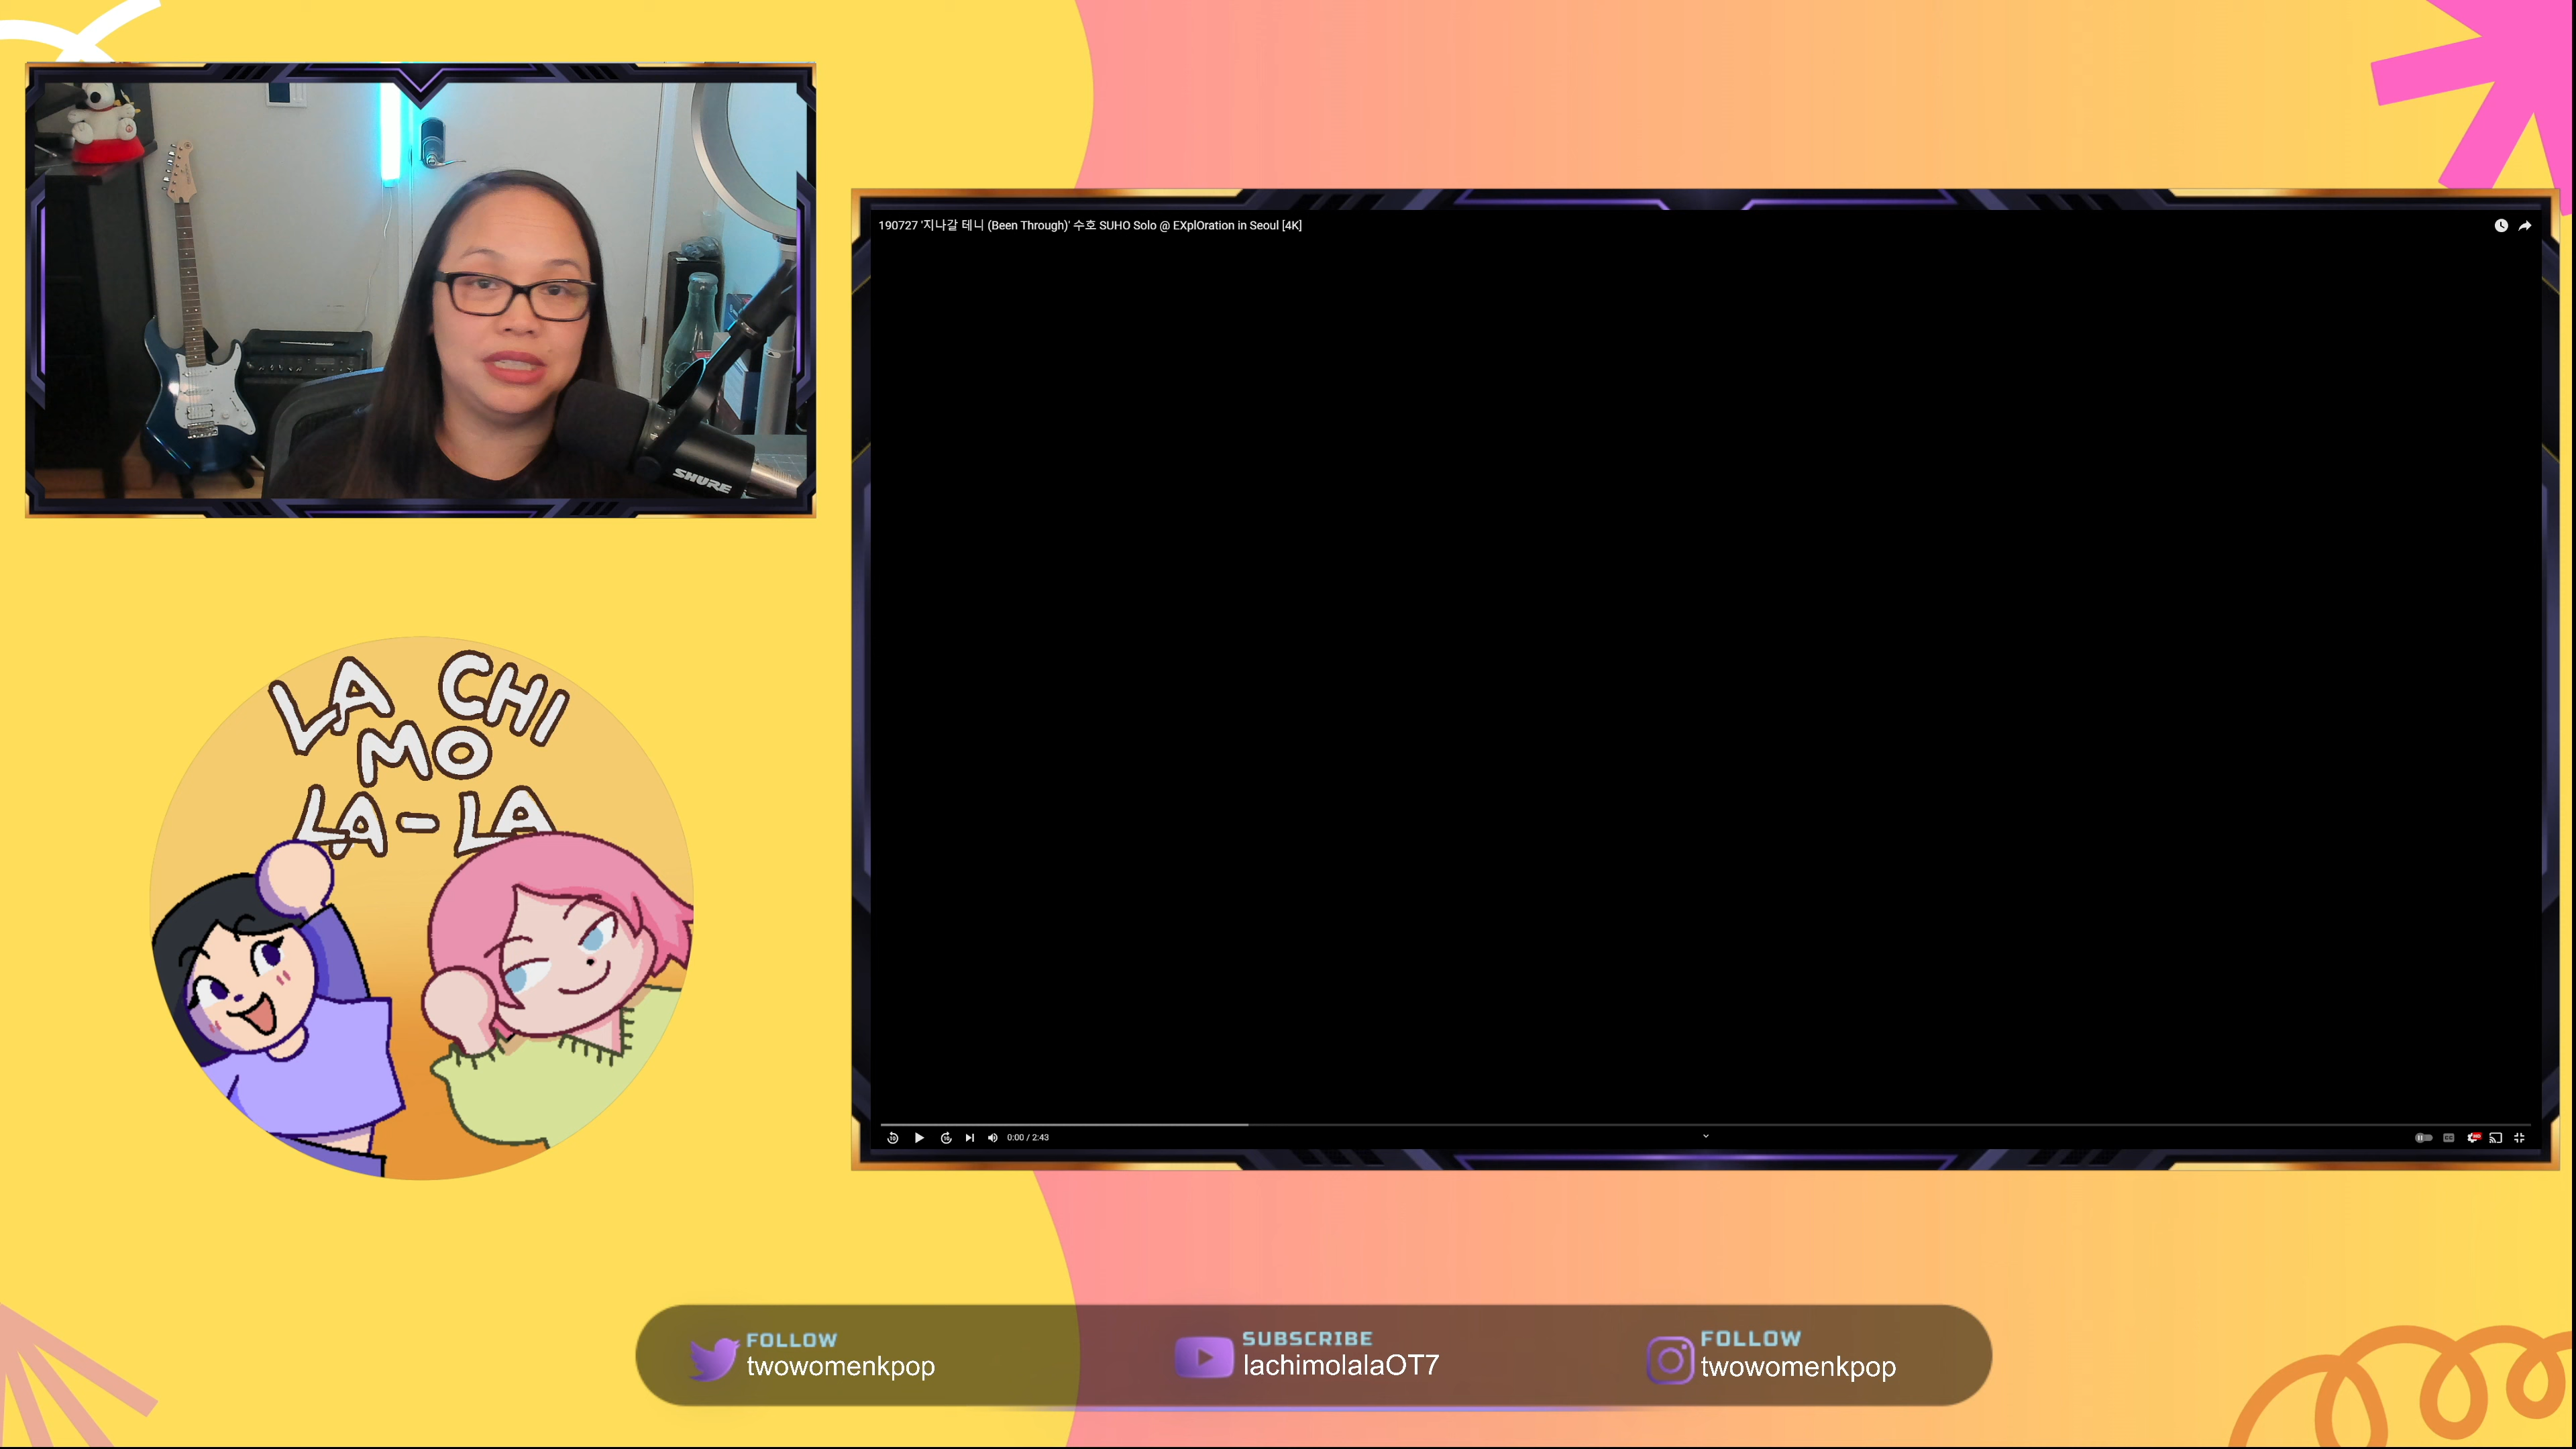 190727 '지나갈 테니 (Been Through)' 수호 SUHO Solo @ EXplOration in Seoul [4K]
SHURE
LA CHI
MO
LA-LA
0:00 / 2:43
FOLLOW
twowomenkpop
SUBSCRIBE
lachimolalaOT7
FOLLOW
twowomenkpop